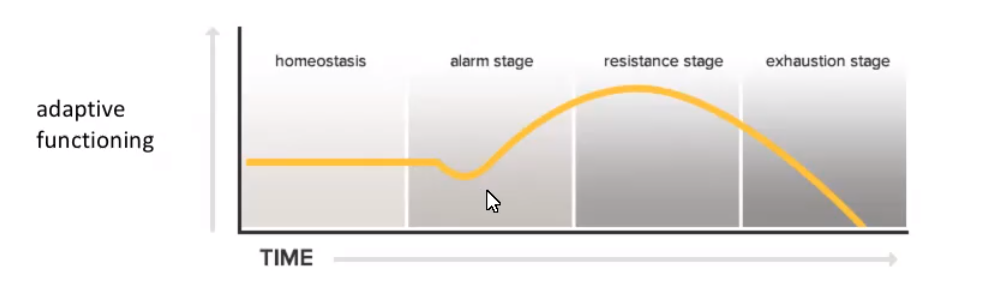 homeostasis alarm stage resistance stage exhaustion stage
adaptive
functioning
TIME